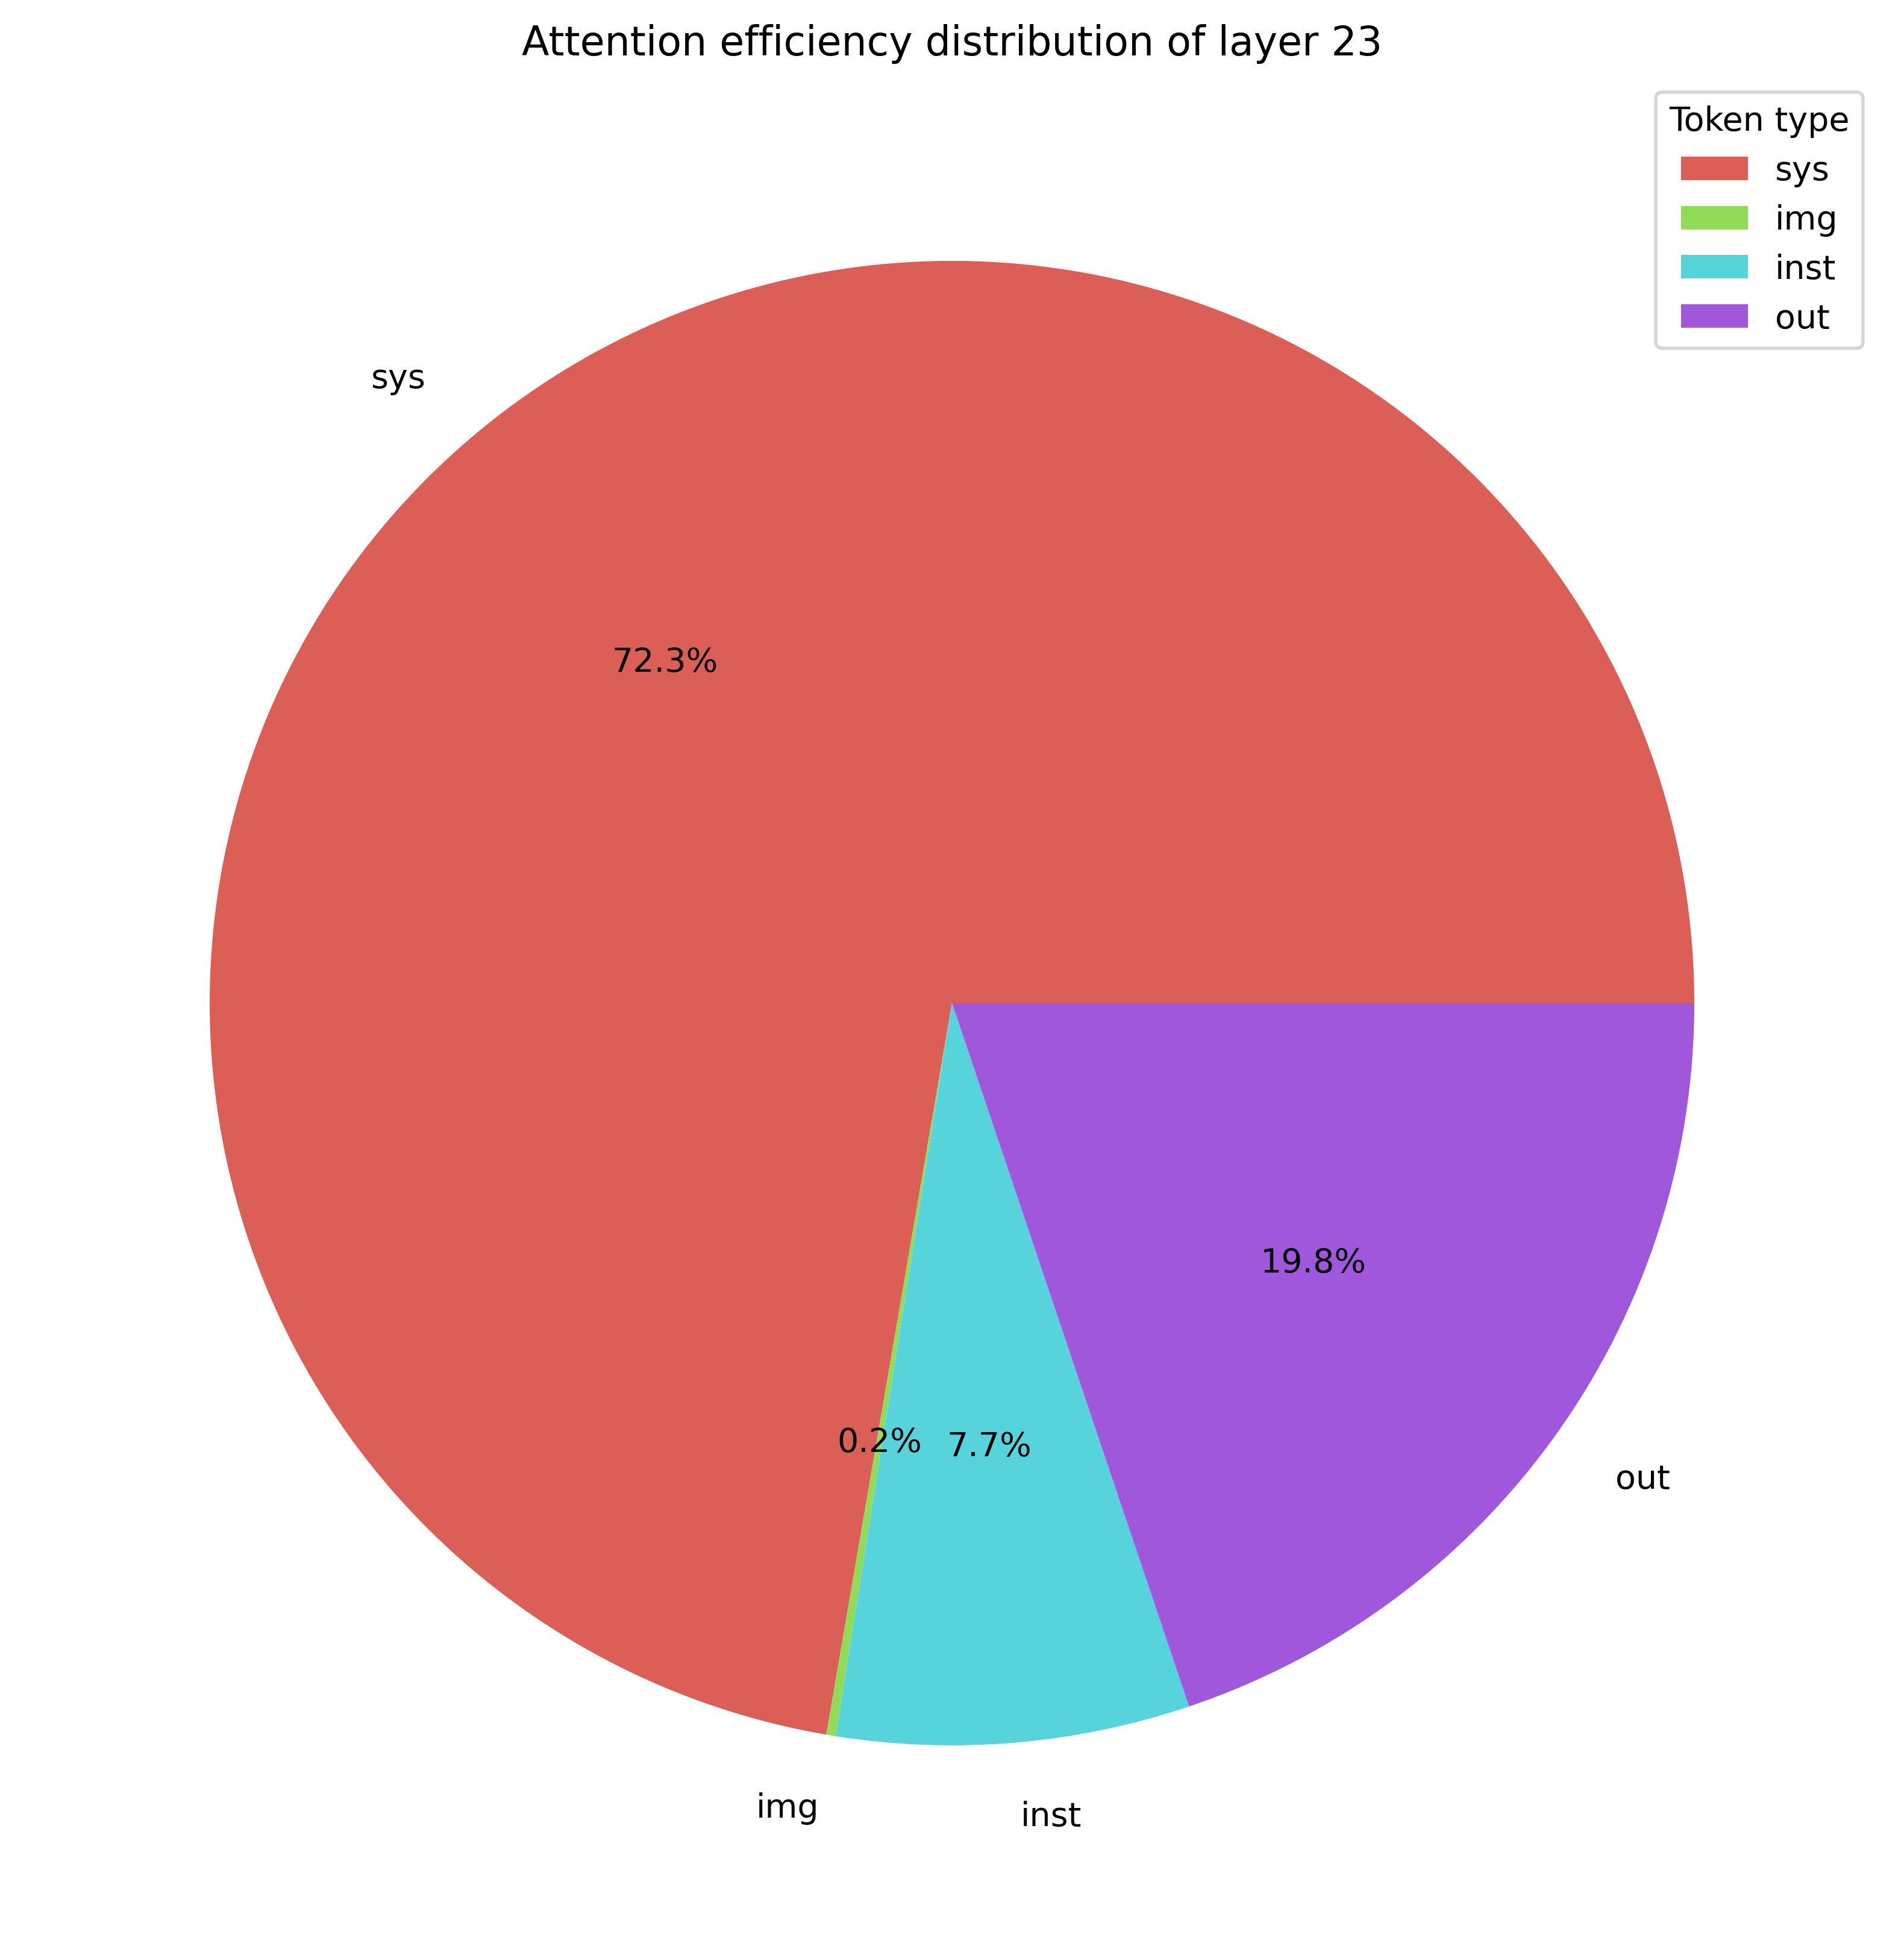 Attention efficiency distribution of layer 23
Token type
sys
img
inst
out
sys
72.3%
19.8%
0.2%
7.7%
out
img
inst